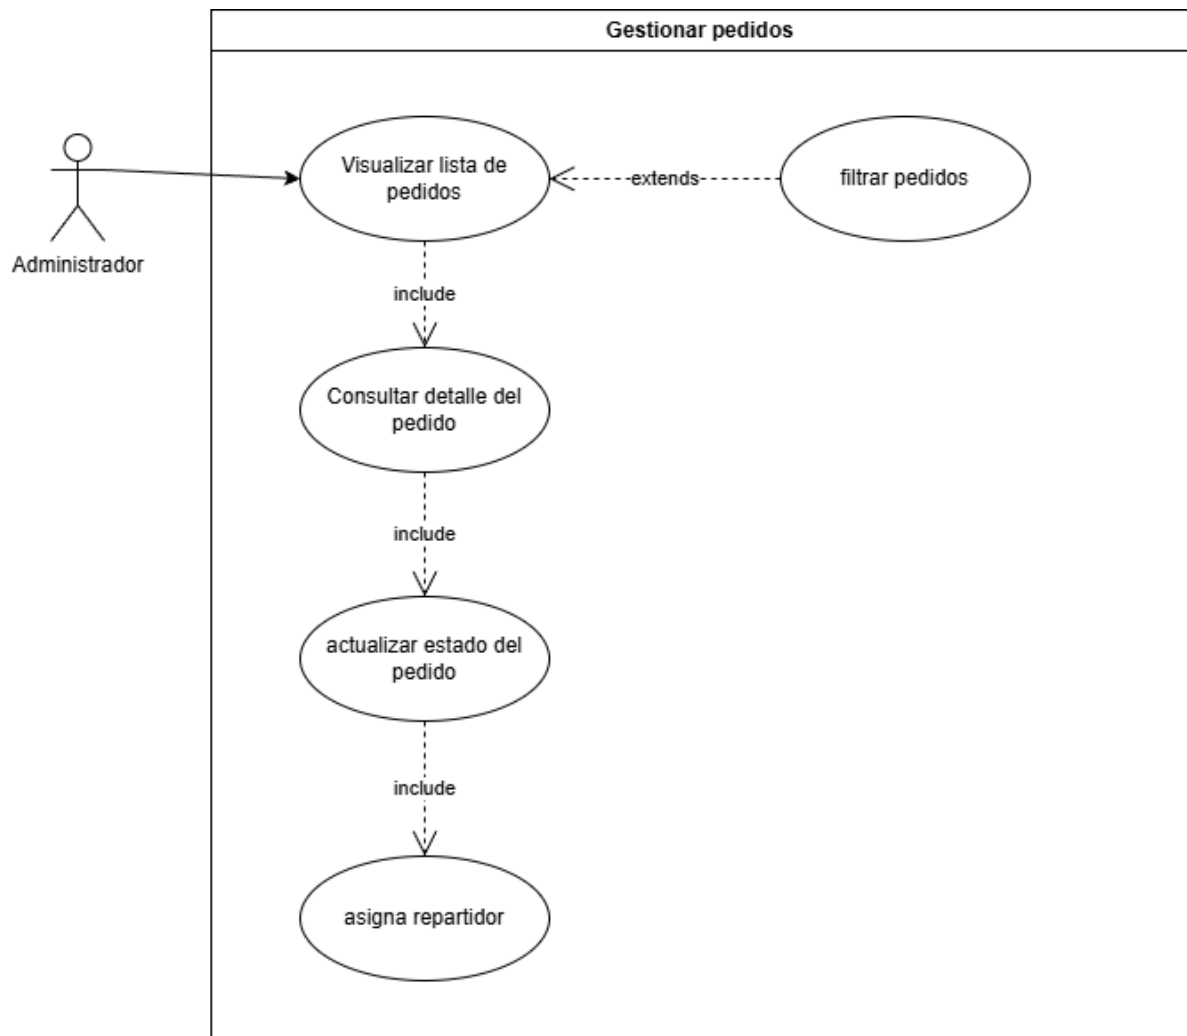 Gestionar pedidos
Visualizar lista de
pedidos
extends
filtrar pedidos
Administrador
include
Consultar detalle del
pedido
include
actualizar estado del
pedido
include
asigna repartidor